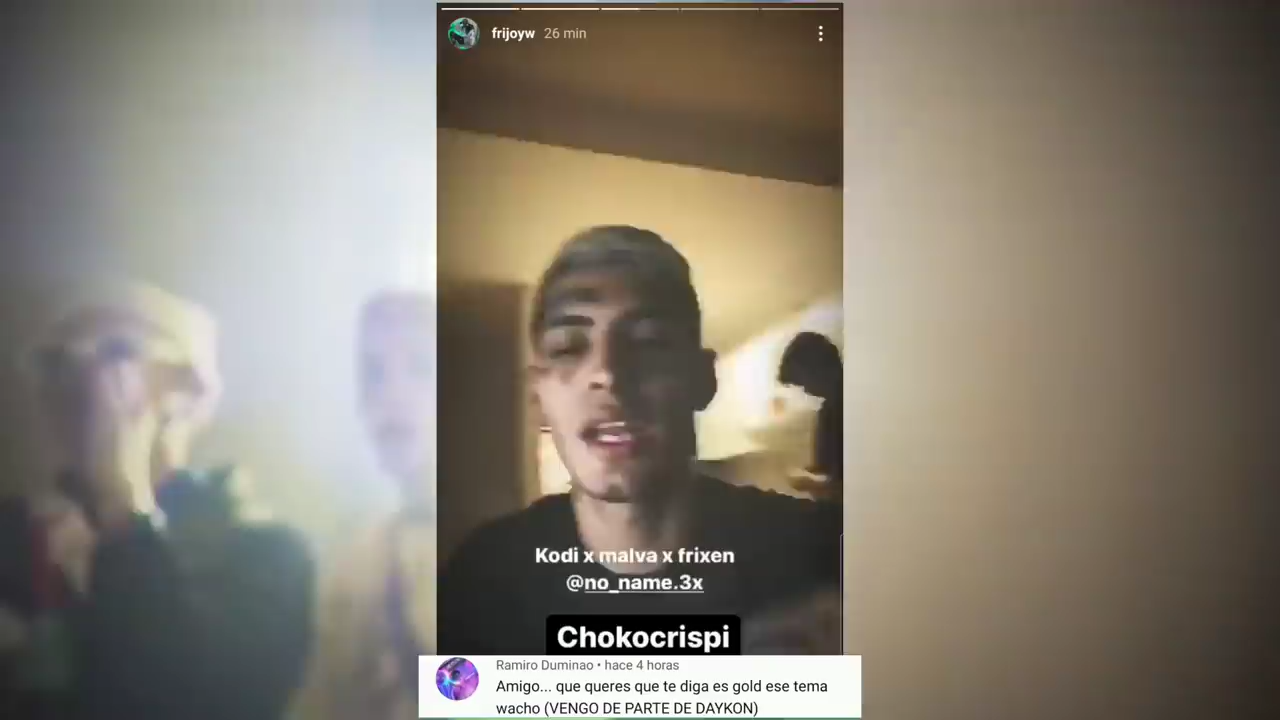 frijoyw 26 min
Kodi x malva x frixen
@no_name.3x
Chokocrispi
Ramiro Duminao • hace 4 horas
Amigo... que queres que te diga es gold ese tema
wacho (VENGO DE PARTE DE DAYKON)